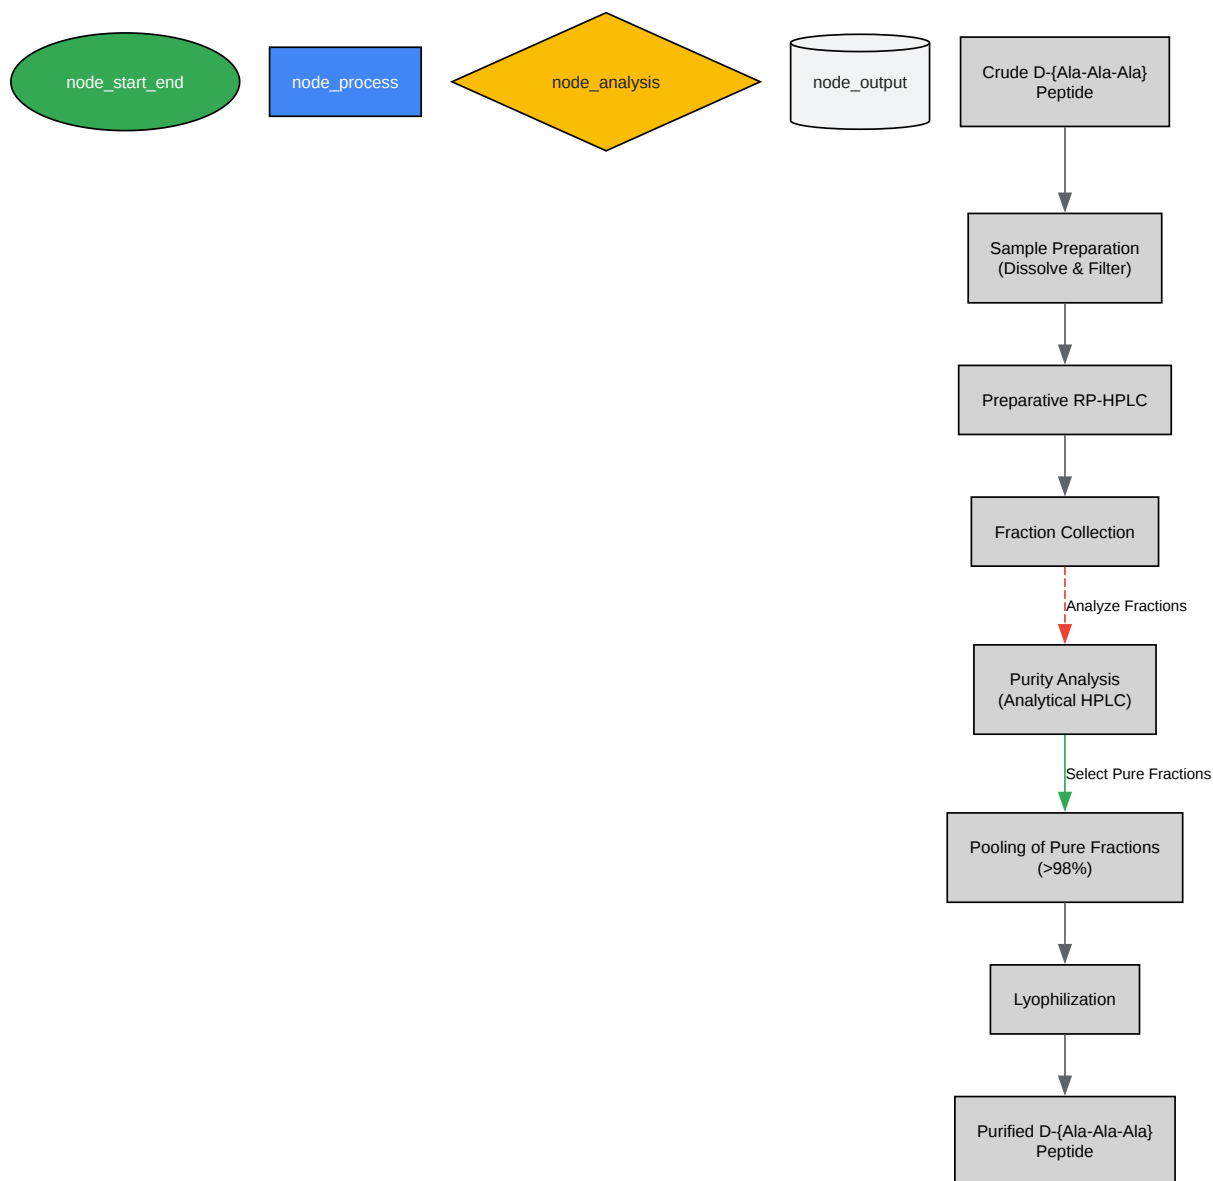 node_start_end
node_process
node_analysis
node_output
Crude D-{Ala-Ala-Ala}
Peptide
Sample Preparation
(Dissolve & Filter)
Preparative RP-HPLC
Fraction Collection
Analyze Fractions
Purity Analysis
(Analytical HPLC)
Select Pure Fractions
Pooling of Pure Fractions
(>98%)
Lyophilization
Purified D-{Ala-Ala-Ala}
Peptide